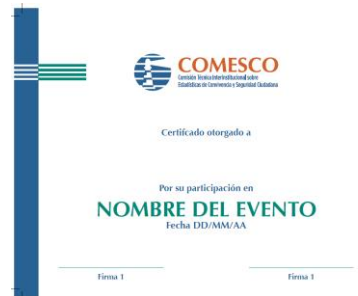 COMESCO
Comisión Técnica Interinstitucional sobre
Estadísticas de Convivencia y Seguridad Ciudadana
Certifcado otorgado a
Por su participación en
NOMBRE DEL EVENTO
Fecha DD/MM/AA
Firma 1
Firma 1